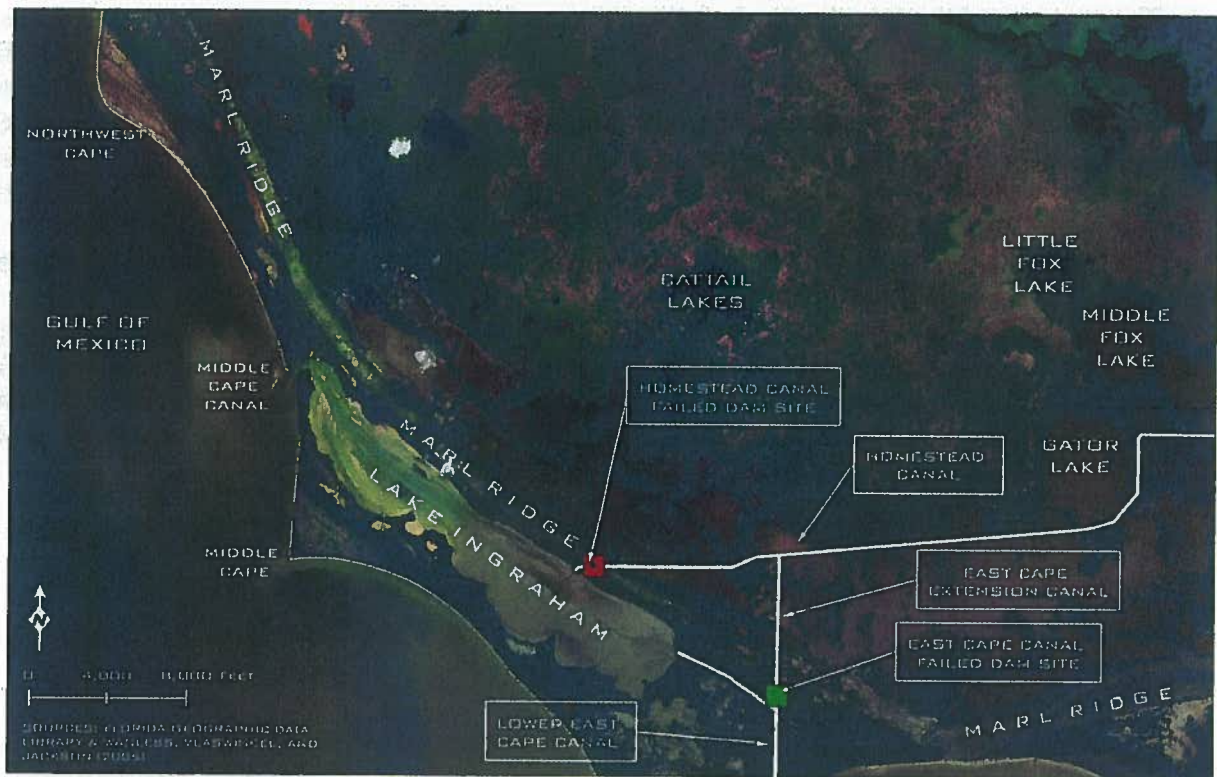 MARL RIDGE
NORTHWEST
CAPE
CATTAIL
LAKES
LITTLE
FOX
LAKE
MIDDLE
FOX
LAKE
GULF OF
MEXICO
MIDDLE
CAPE
CANAL
HOMESTEAD CANAL
FAILED DAM SITE
MARL RIDGE
HOMESTEAD
CANAL
GATOR
LAKE
LAKE INGRAHAM
MIDDLE
CAPE
EAST CAPE
EXTENSION CANAL
EAST CAPE CANAL
FAILED DAM SITE
N
0 4,000 8,000 FEET
LOWER EAST
CAPE CANAL
MARL RIDGE
SOURCES: FLORIDA GEOGRAPHIC DATA
LIBRARY & WANLESS, VLASWINKEL, AND
JACKSON